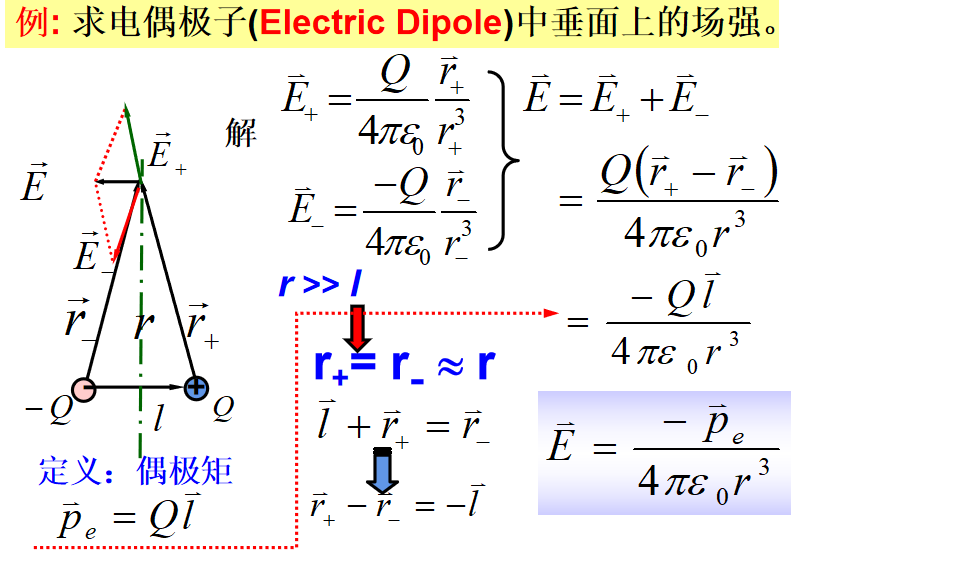 例: 求电偶极子(Electric Dipole)中垂面上的场强。
解
$\vec{E}_+ = \frac{Q}{4\pi\varepsilon_0} \frac{\vec{r}_+}{r_+^3}$
$\vec{E}_- = \frac{-Q}{4\pi\varepsilon_0} \frac{\vec{r}_-}{r_-^3}$
$\vec{E} = \vec{E}_+ + \vec{E}_-$
$= \frac{Q(\vec{r}_+ - \vec{r}_-)}{4\pi\varepsilon_0 r^3}$
$= \frac{-Q\vec{l}}{4\pi\varepsilon_0 r^3}$
$\vec{E} = \frac{-\vec{p}_e}{4\pi\varepsilon_0 r^3}$
r >> l
r₊= r₋ ≈ r
$\vec{l} + \vec{r}_+ = \vec{r}_-$
$\vec{r}_+ - \vec{r}_- = -\vec{l}$
$\vec{E}_+$
$\vec{E}$
$\vec{E}_-$
$\vec{r}_-$ r $\vec{r}_+$
−Q + Q
l
定义：偶极矩
$\vec{p}_e = Q\vec{l}$